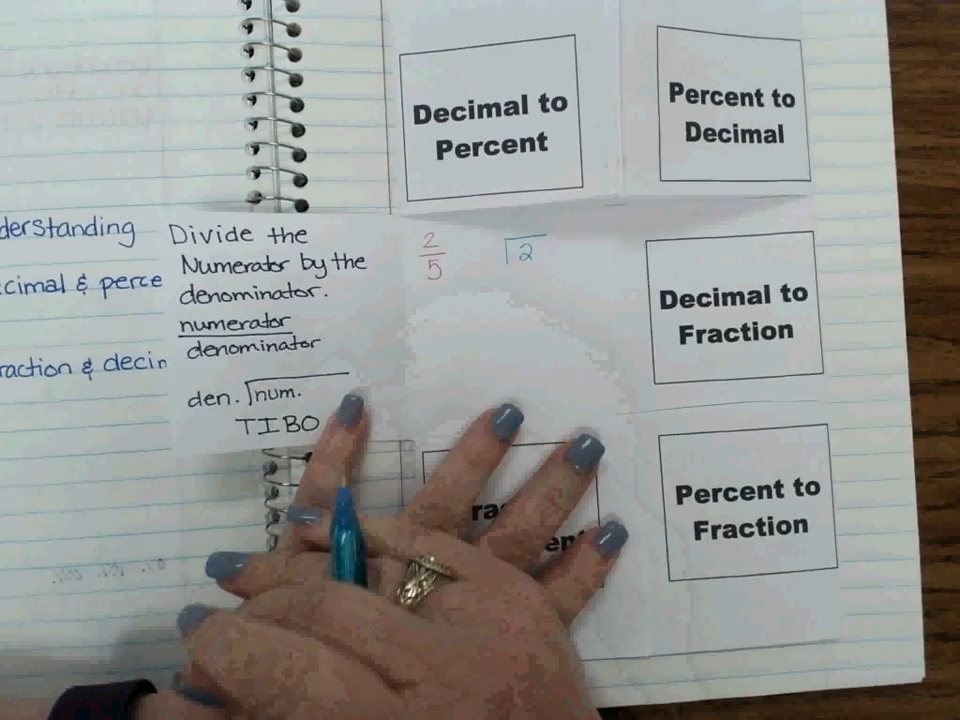 Decimal to
Percent
Percent to
Decimal
derstanding
cimal & perce
raction & decim
Divide the
Numerator by the
denominator.
numerator
denominator
den. num.
TIBO
2
5
2
Decimal to
Fraction
Percent to
Fraction